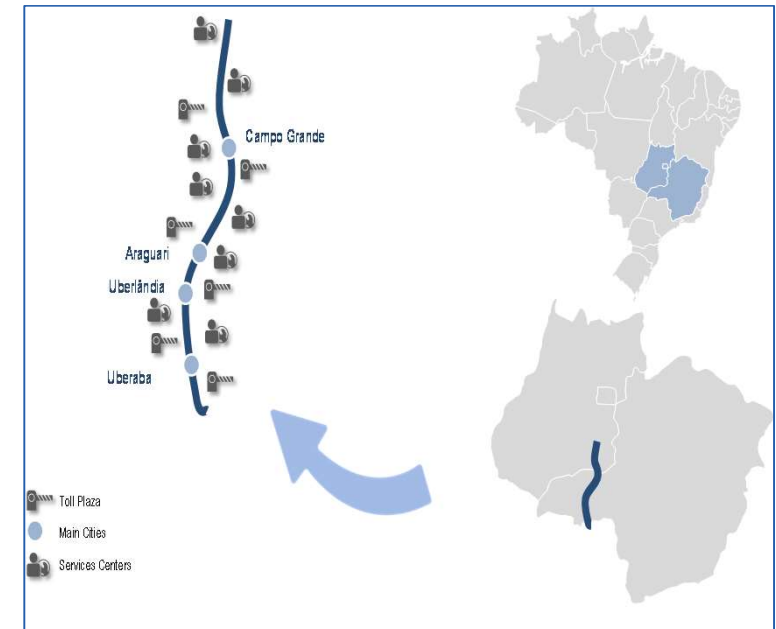 Campo Grande
Araguari
Uberlândia
Uberaba
Toll Plaza
Main Cities
Services Centers